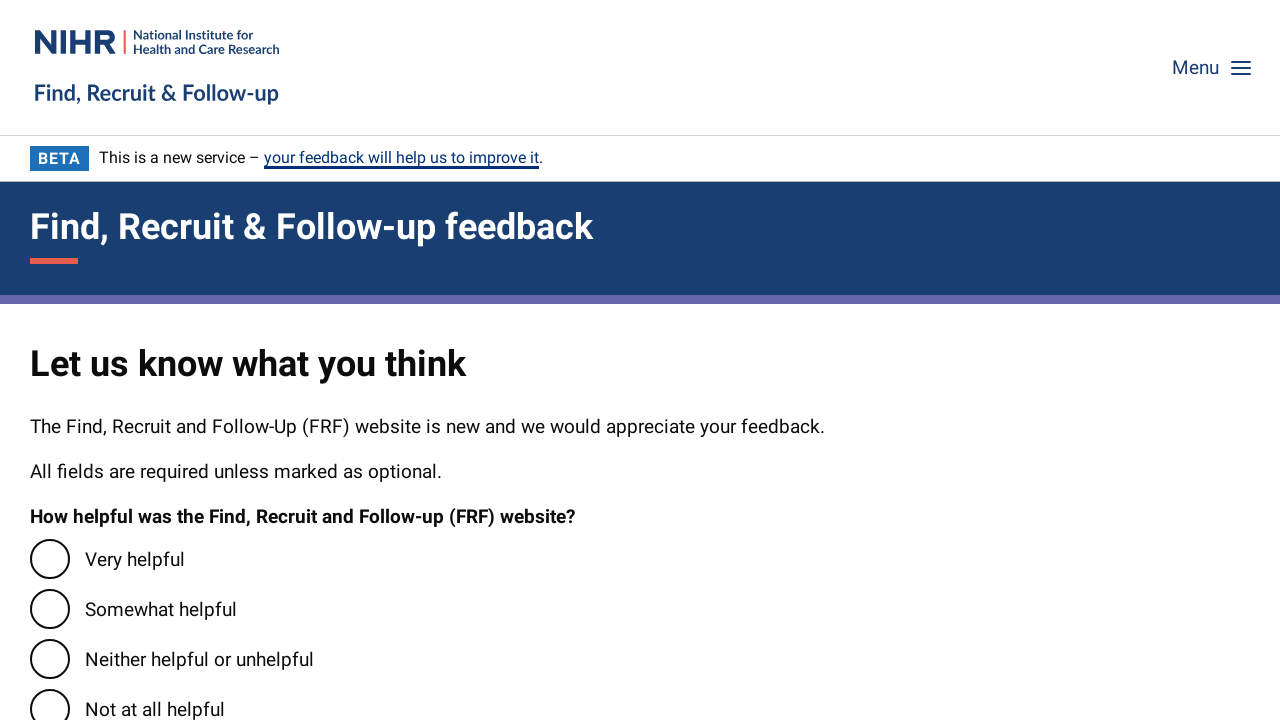 NIHR | National Institute for
Health and Care Research
Find, Recruit & Follow-up
Menu
BETA This is a new service – your feedback will help us to improve it.
Find, Recruit & Follow-up feedback
Let us know what you think
The Find, Recruit and Follow-Up (FRF) website is new and we would appreciate your feedback.
All fields are required unless marked as optional.
How helpful was the Find, Recruit and Follow-up (FRF) website?
Very helpful
Somewhat helpful
Neither helpful or unhelpful
Not at all helpful